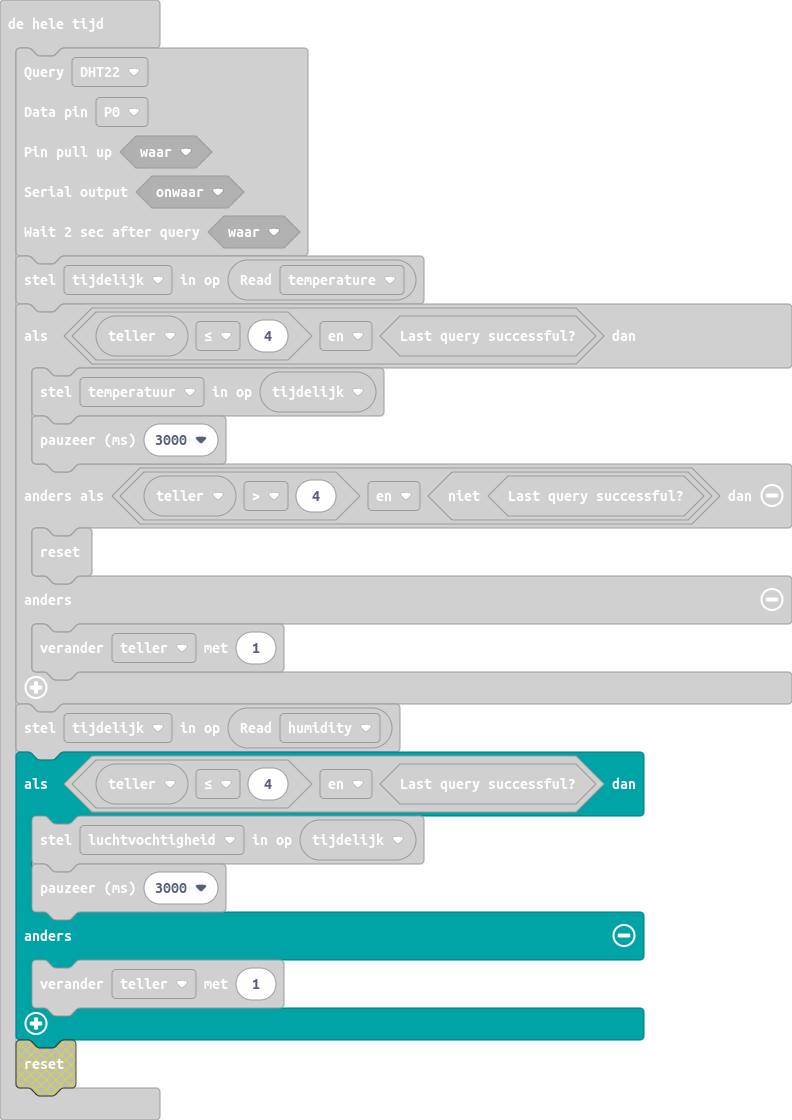 de hele tijd
Query DHT22
Data pin P0
Pin pull up waar
Serial output onwaar
Wait 2 sec after query waar
stel tijdelijk in op Read temperature
als teller ≤ 4 en Last query successful? dan
stel temperatuur in op tijdelijk
pauzeer (ms) 3000
anders als teller > 4 en niet Last query successful? dan
reset
anders
verander teller met 1
stel tijdelijk in op Read humidity
als teller ≤ 4 en Last query successful? dan
stel luchtvochtigheid in op tijdelijk
pauzeer (ms) 3000
anders
verander teller met 1
reset